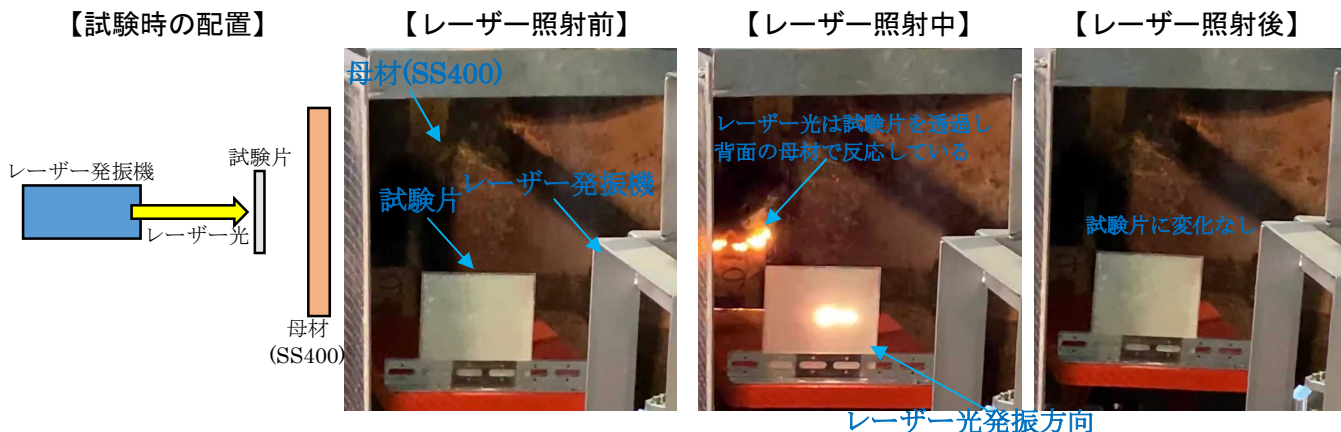 【試験時の配置】
【レーザー照射前】
【レーザー照射中】
【レーザー照射後】
レーザー発振機
試験片
レーザー光
母材
(SS400)
母材(SS400)
試験片
レーザー発振機
レーザー光は試験片を透過し
背面の母材で反応している
レーザー光発振方向
試験片に変化なし